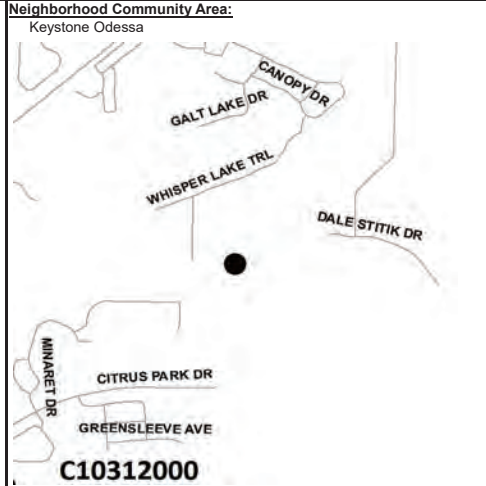 Neighborhood Community Area:
Keystone Odessa
CANOPY DR
GALT LAKE DR
WHISPER LAKE TRL
DALE STITIK DR
MINARET DR
CITRUS PARK DR
GREENSLEEVE AVE
C10312000